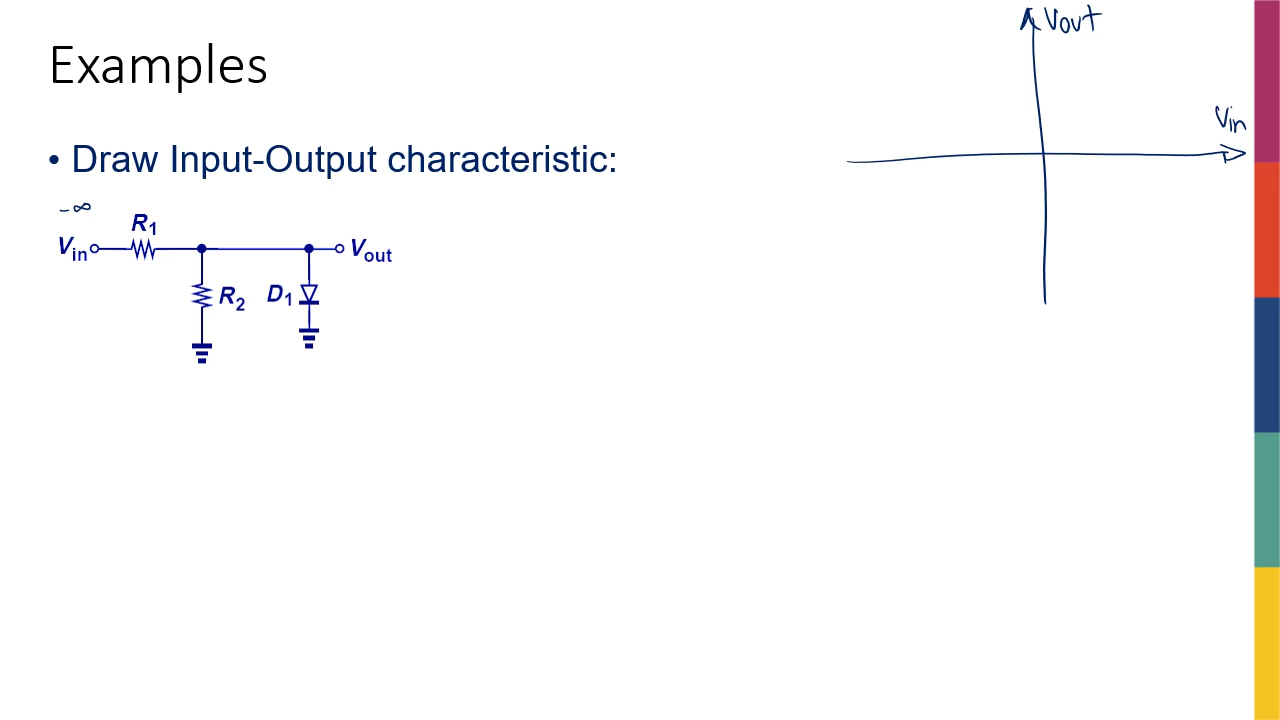 Examples
Vout
Vin
• Draw Input-Output characteristic:
-∞
R1
Vin
Vout
R2
D1